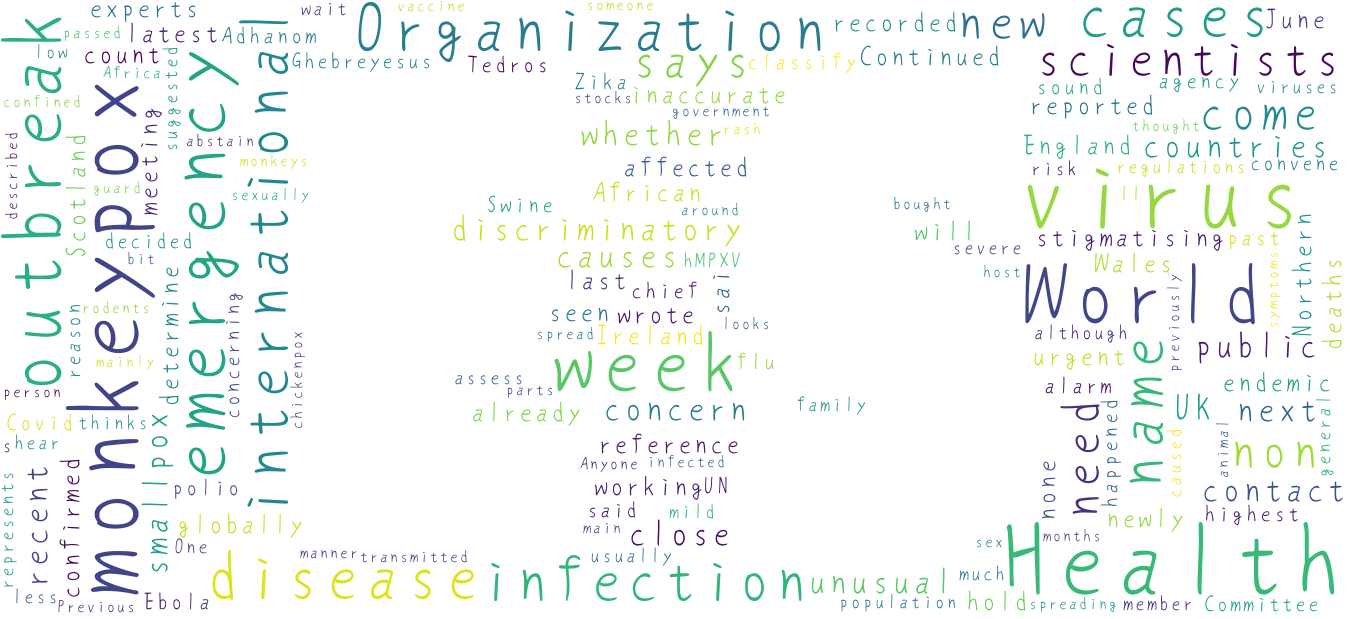 experts
wait
vaccine
someone
passed
latest
Adhanom
Organization
recorded
new
cases
June
low
count
Ghebreyesus
Tedros
says
classify
Continued
scientists
outbreak
Africa
suggested
emergency
international
Zika
sound
agency
viruses
confined
monkeypox
stocks
inaccurate
reported
come
government
meeting
whether
rash
thought
described
Scotland
abstain
England
countries
monkeys
affected
risk
regulations
convene
guard
sexually
African
virus
ll
Swine
around
bought
decided
discriminatory
will
stigmatising
past
bit
causes
hMPXV
severe
Wales
Northern
determine
last
chief
sai
host
World
symptoms
deaths
reason
rodents
concerning
seen
wrote
looks
previously
chickenpox
spread
Ireland
although
public
mainly
week
flu
urgent
name
person
assess
parts
alarm
endemic
Covid
thinks
already
concern
family
need
happened
UK
next
s
hear
smallpox
reference
caused
animal
general
non
represents
recent
confirmed
polio
Anyone
infected
none
contact
working
UN
globally
said
mild
newly
highest
One
main
close
months
manner
transmitted
usually
sex
Health
disease
infection
unusual
much
less
Previous
Ebola
population
hold
spreading
member
Committee